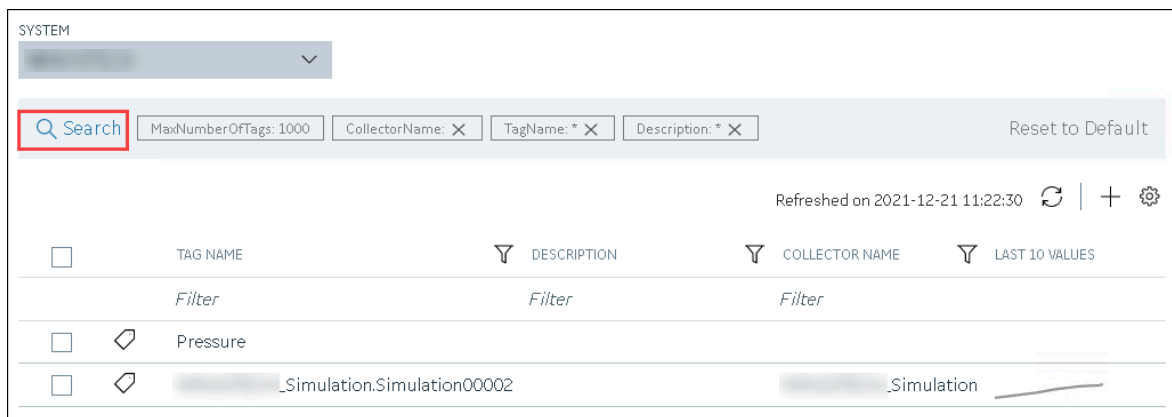 SYSTEM
Search MaxNumberOfTags: 1000 CollectorName: TagName: * Description: * Reset to Default
Refreshed on 2021-12-21 11:22:30
TAG NAME DESCRIPTION COLLECTOR NAME LAST 10 VALUES
Filter Filter Filter
Pressure
_Simulation.Simulation00002 _Simulation